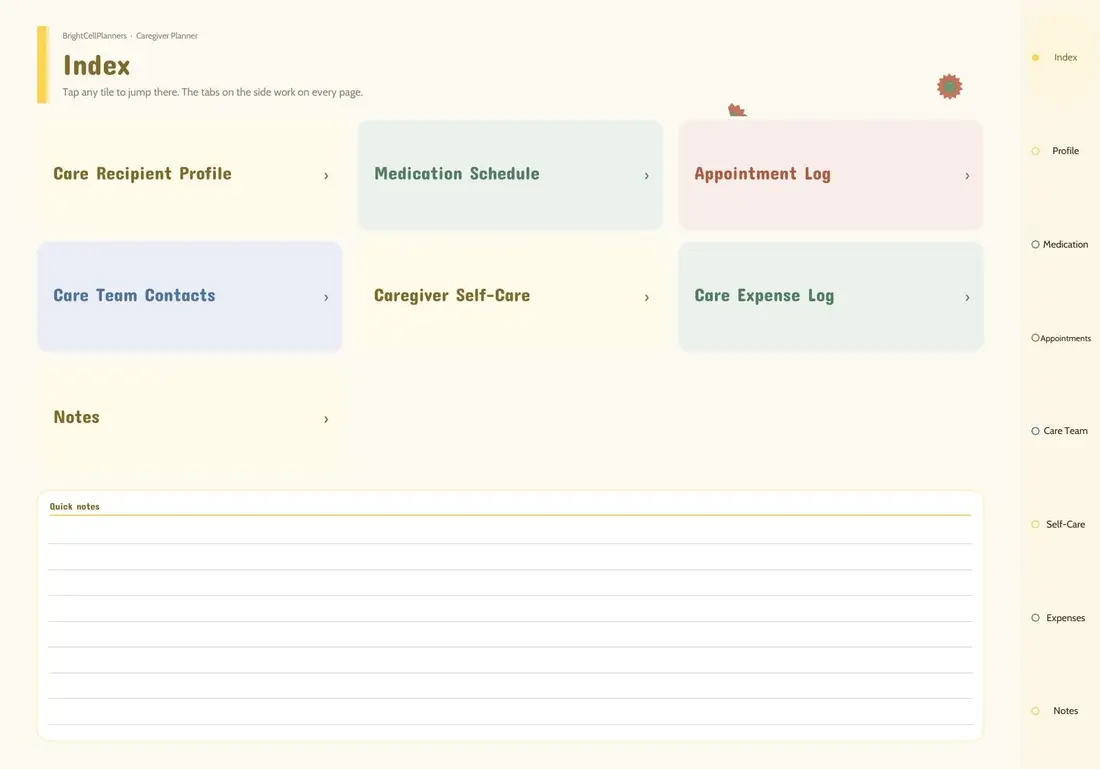 BrightCellPlanners · Caregiver Planner
Index
Tap any tile to jump there. The tabs on the side work on every page.
Care Recipient Profile ›
Medication Schedule ›
Appointment Log ›
Care Team Contacts ›
Caregiver Self-Care ›
Care Expense Log ›
Notes ›
Quick notes
Index
Profile
Medication
Appointments
Care Team
Self-Care
Expenses
Notes